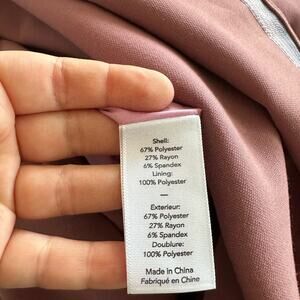 Shell:
67% Polyester
27% Rayon
6% Spandex
Lining:
100% Polyester
—
Exterieur:
67% Polyester
27% Rayon
6% Spandex
Doublure:
100% Polyester
Made in China
Fabriqué en Chine